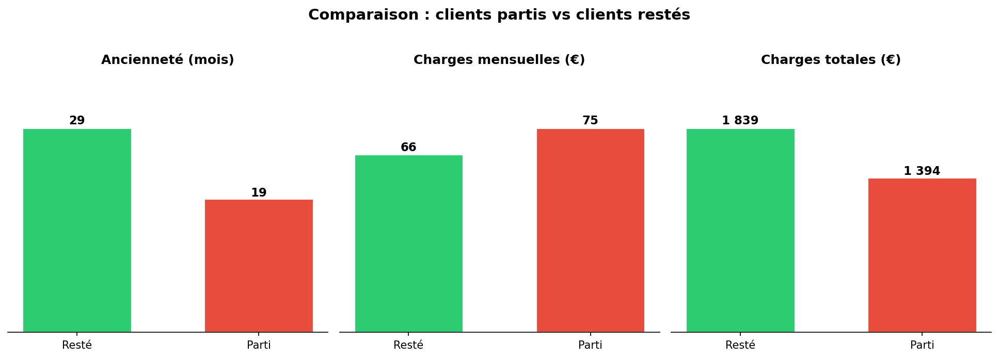 Comparaison : clients partis vs clients restés
Ancienneté (mois)
29
19
Resté
Parti
Charges mensuelles (€)
66
75
Resté
Parti
Charges totales (€)
1 839
1 394
Resté
Parti